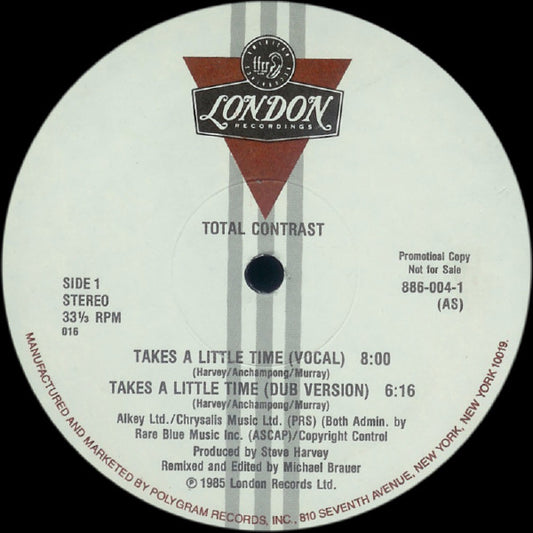 AMERICAN
ffrr
LONDON
RECORDINGS
TOTAL CONTRAST
SIDE 1
STEREO
33⅓ RPM
016
Promotional Copy
Not for Sale
886-004-1
(AS)
TAKES A LITTLE TIME (VOCAL) 8:00
(Harvey/Anchampong/Murray)
TAKES A LITTLE TIME (DUB VERSION) 6:16
(Harvey/Anchampong/Murray)
Alkey Ltd./Chrysalis Music Ltd. (PRS) (Both Admin. by
Rare Blue Music Inc. (ASCAP)/Copyright Control
Produced by Steve Harvey
Remixed and Edited by Michael Brauer
℗ 1985 London Records Ltd.
MANUFACTURED AND MARKETED BY POLYGRAM RECORDS, INC., 810 SEVENTH AVENUE, NEW YORK, NEW YORK 10019.